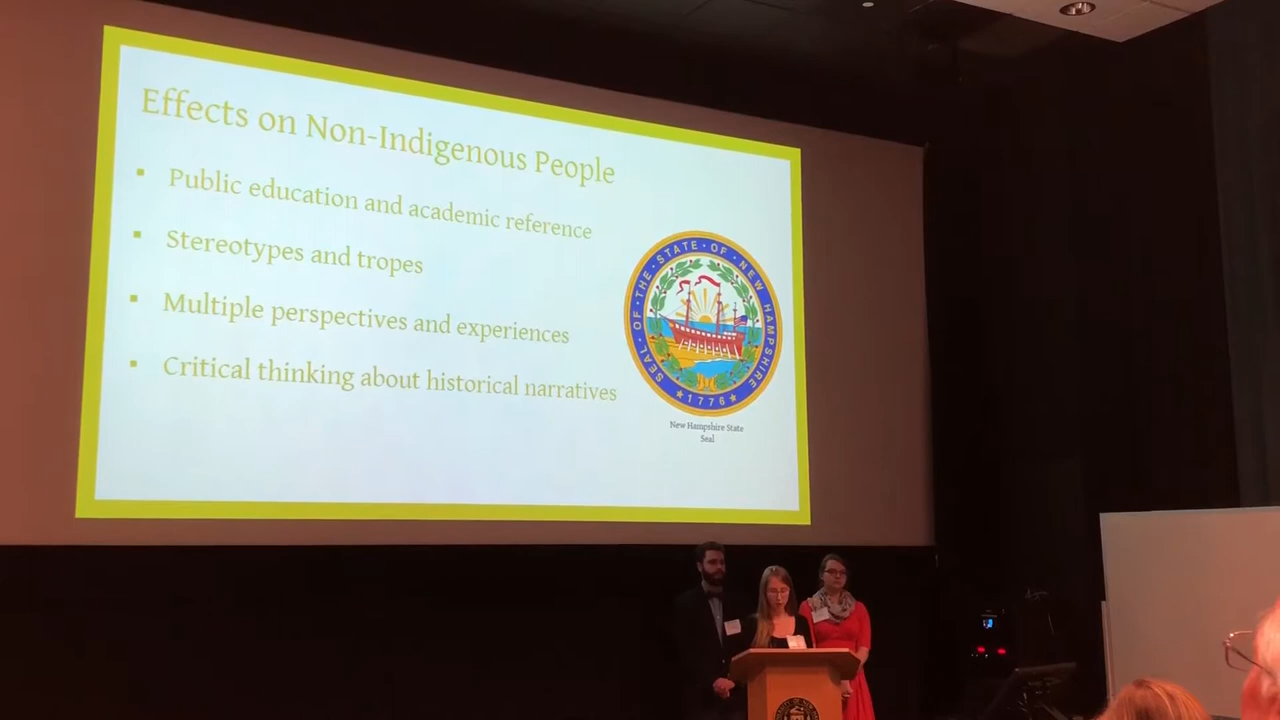 Effects on Non-Indigenous People
▪ Public education and academic reference
▪ Stereotypes and tropes
▪ Multiple perspectives and experiences
▪ Critical thinking about historical narratives
SEAL · OF · THE · STATE · OF · NEW HAMPSHIRE
★ 1776 ★
New Hampshire State
Seal